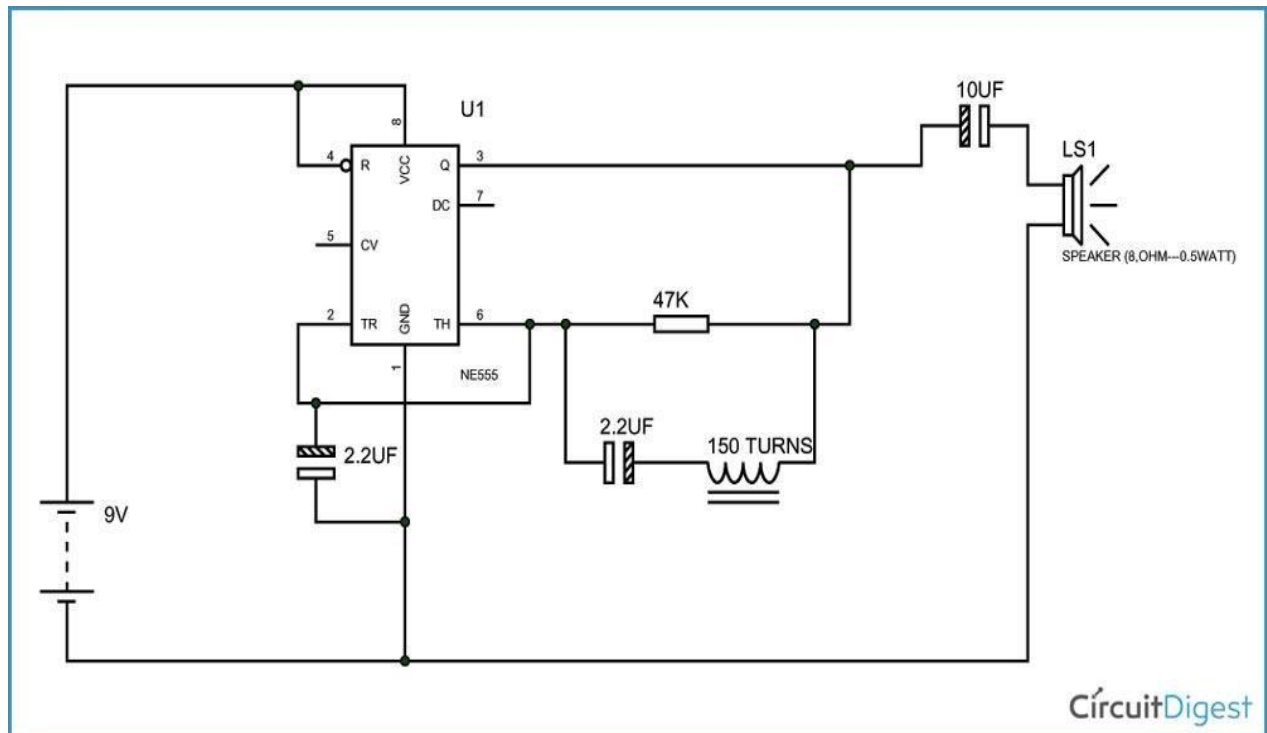 10UF
U1
LS1
8
4
R
VCC
Q
3
DC
7
5
CV
SPEAKER (8,OHM---0.5WATT)
47K
2
TR
GND
TH
6
1
NE555
2.2UF
150 TURNS
2.2UF
9V
CircuitDigest